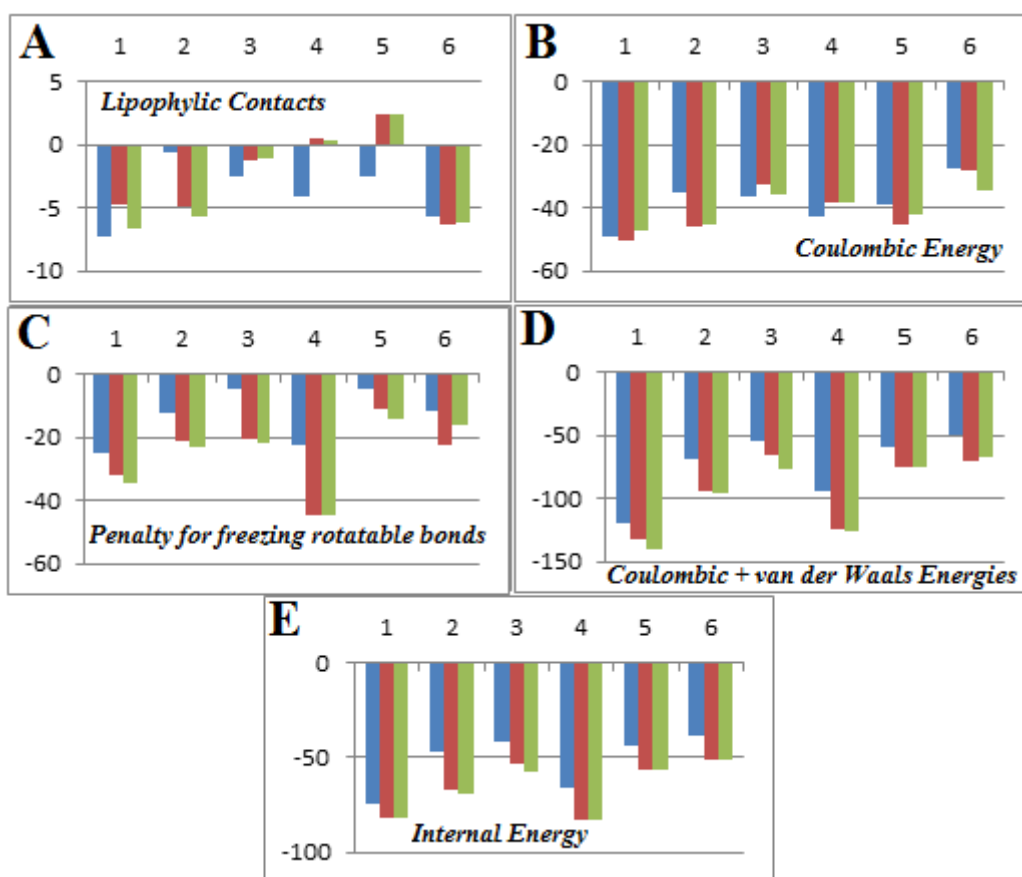 A
1 2 3 4 5 6
5
Lipophylic Contacts
0
-5
-10
B
1 2 3 4 5 6
0
-20
-40
Coulombic Energy
-60
C
1 2 3 4 5 6
0
-20
-40
Penalty for freezing rotatable bonds
-60
D
1 2 3 4 5 6
0
-50
-100
-150
Coulombic + van der Waals Energies
E
1 2 3 4 5 6
0
-50
Internal Energy
-100